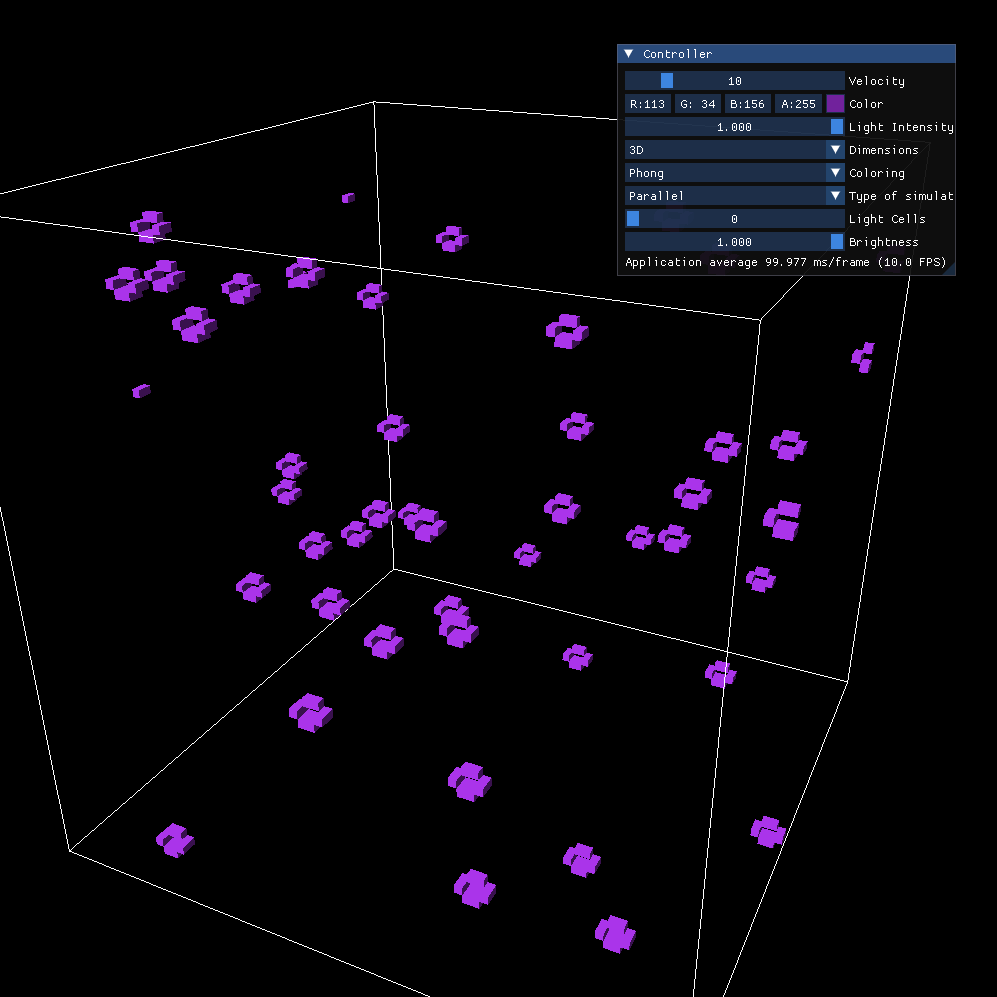 Controller
10 Velocity
R:113 G: 34 B:156 A:255 Color
1.000 Light Intensity
3D Dimensions
Phong Coloring
Parallel Type of simulat
0 Light Cells
1.000 Brightness
Application average 99.977 ms/frame (10.0 FPS)